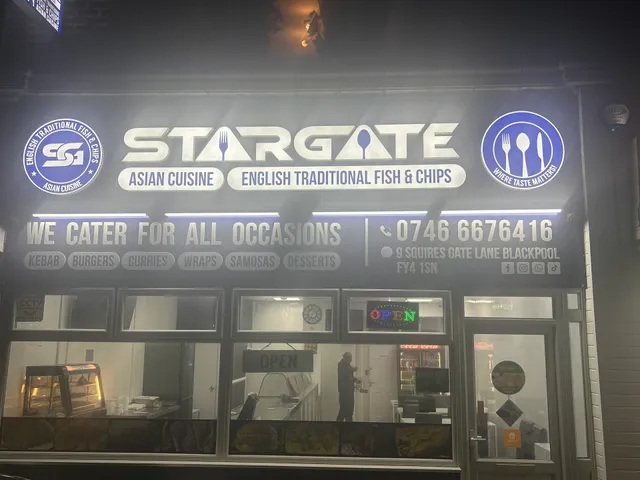 STARGATE
ENGLISH TRADITIONAL FISH & CHIPS
SG1
ASIAN CUISINE
ASIAN CUISINE
ENGLISH TRADITIONAL FISH & CHIPS
WHERE TASTE MATTERS!
WE CATER FOR ALL OCCASIONS
KEBAB BURGERS CURRIES WRAPS SAMOSAS DESSERTS
0746 6676416
9 SQUIRES GATE LANE BLACKPOOL
FY4 1SN
OPEN
OPEN